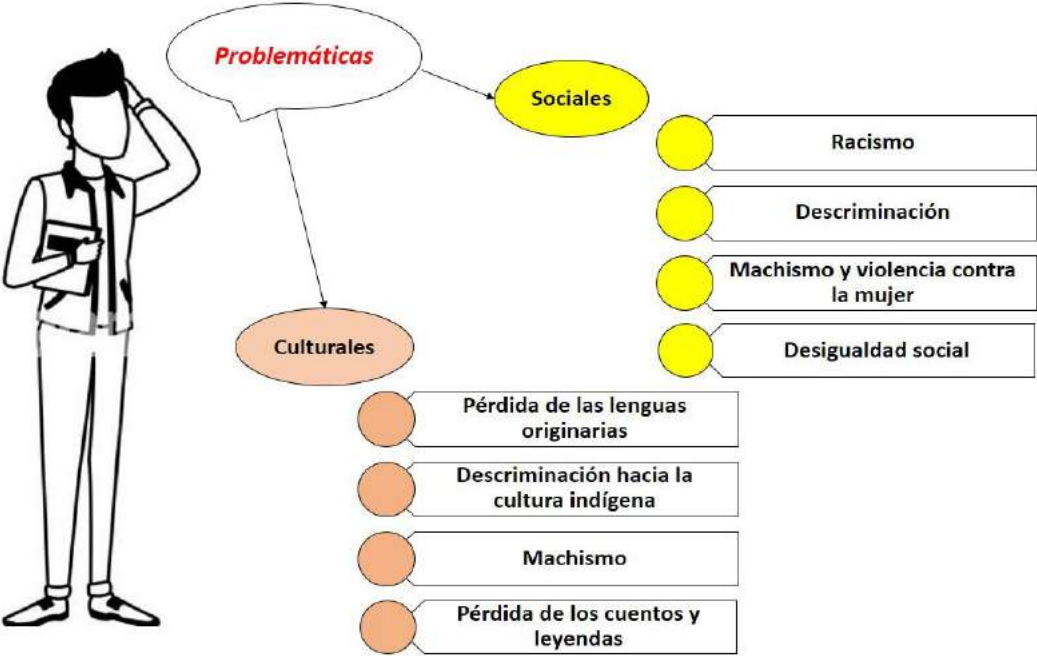 Problemáticas
Sociales
Racismo
Descriminación
Machismo y violencia contra
la mujer
Desigualdad social
Culturales
Pérdida de las lenguas
originarias
Descriminación hacia la
cultura indígena
Machismo
Pérdida de los cuentos y
leyendas